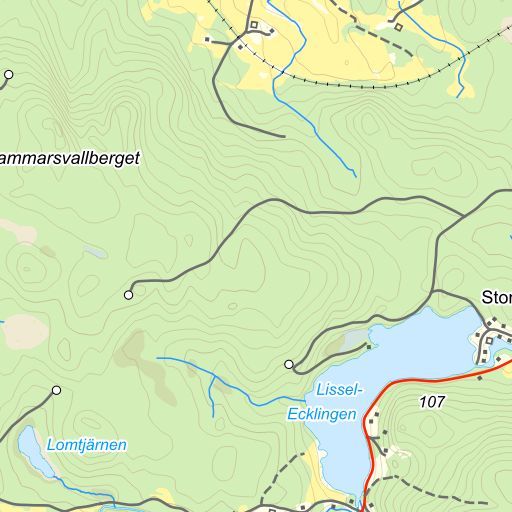 ammarsvallberget
Stor
Lissel-
Ecklingen
107
Lomtjärnen